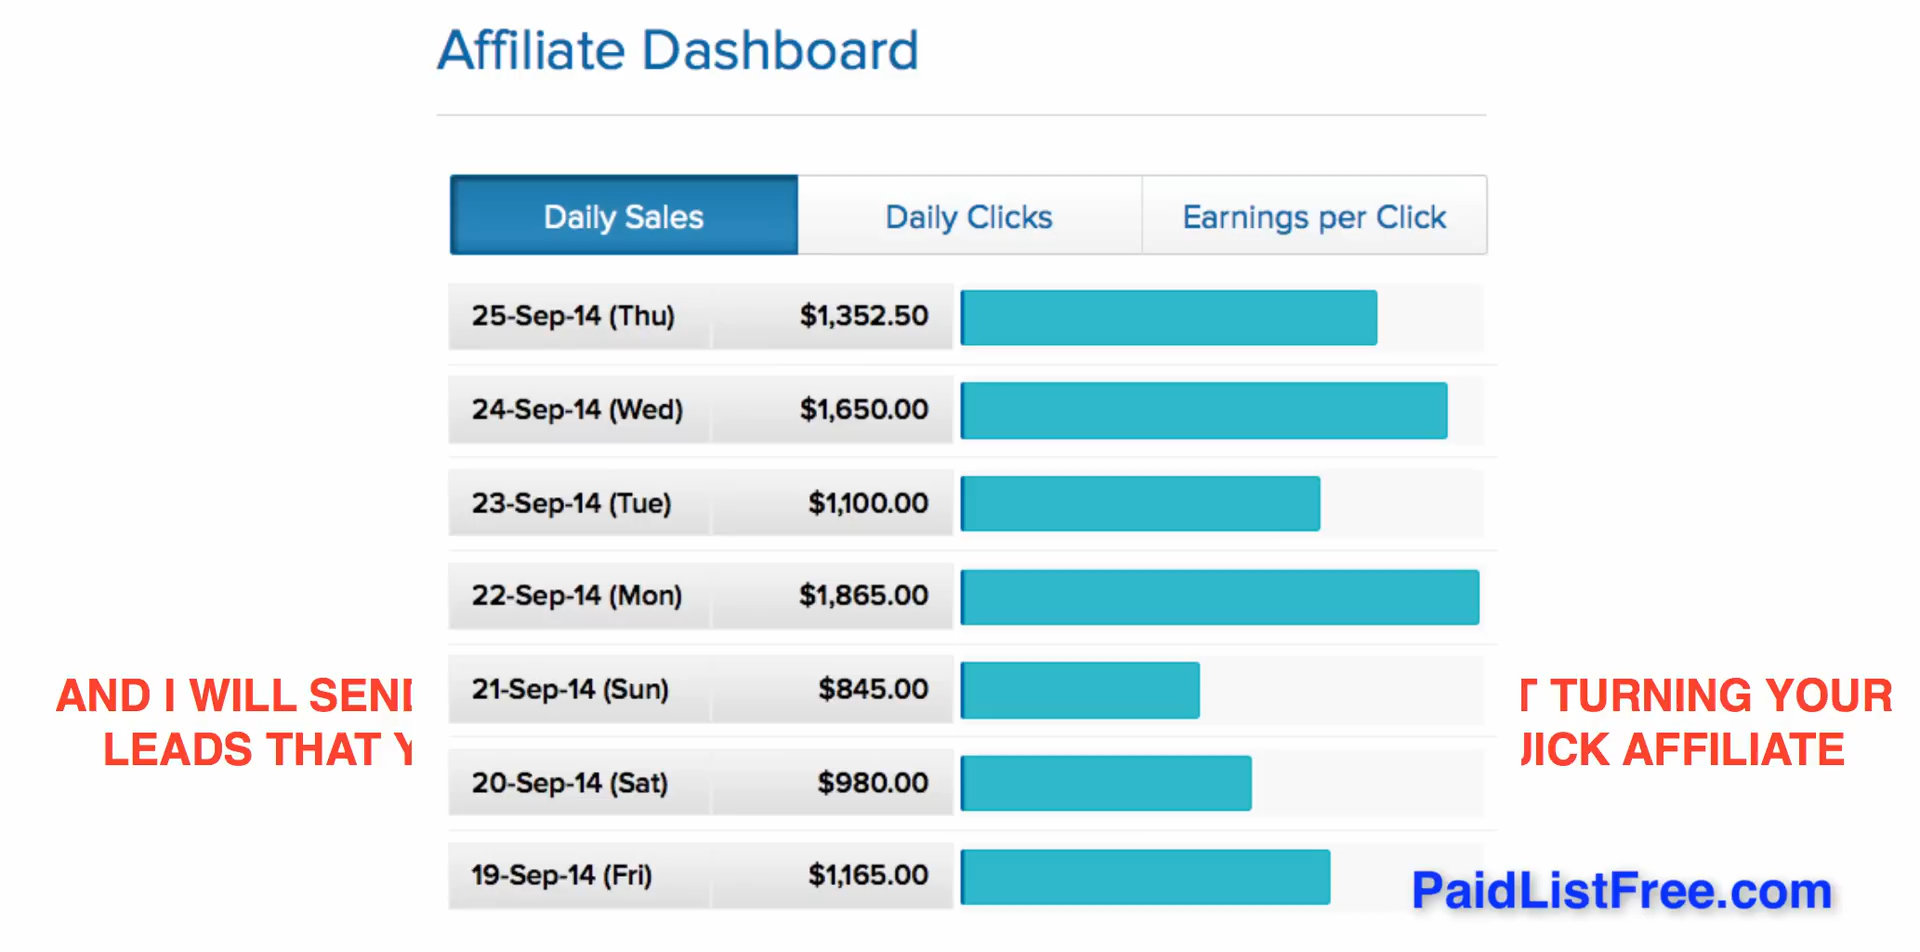 Affiliate Dashboard
Daily Sales Daily Clicks Earnings per Click
25-Sep-14 (Thu) $1,352.50
24-Sep-14 (Wed) $1,650.00
23-Sep-14 (Tue) $1,100.00
22-Sep-14 (Mon) $1,865.00
21-Sep-14 (Sun) $845.00
AND I WILL TURNING YOUR
LEADS THAT AFFILIATE
20-Sep-14 (Sat) $980.00
19-Sep-14 (Fri) $1,165.00
PaidListFree.com